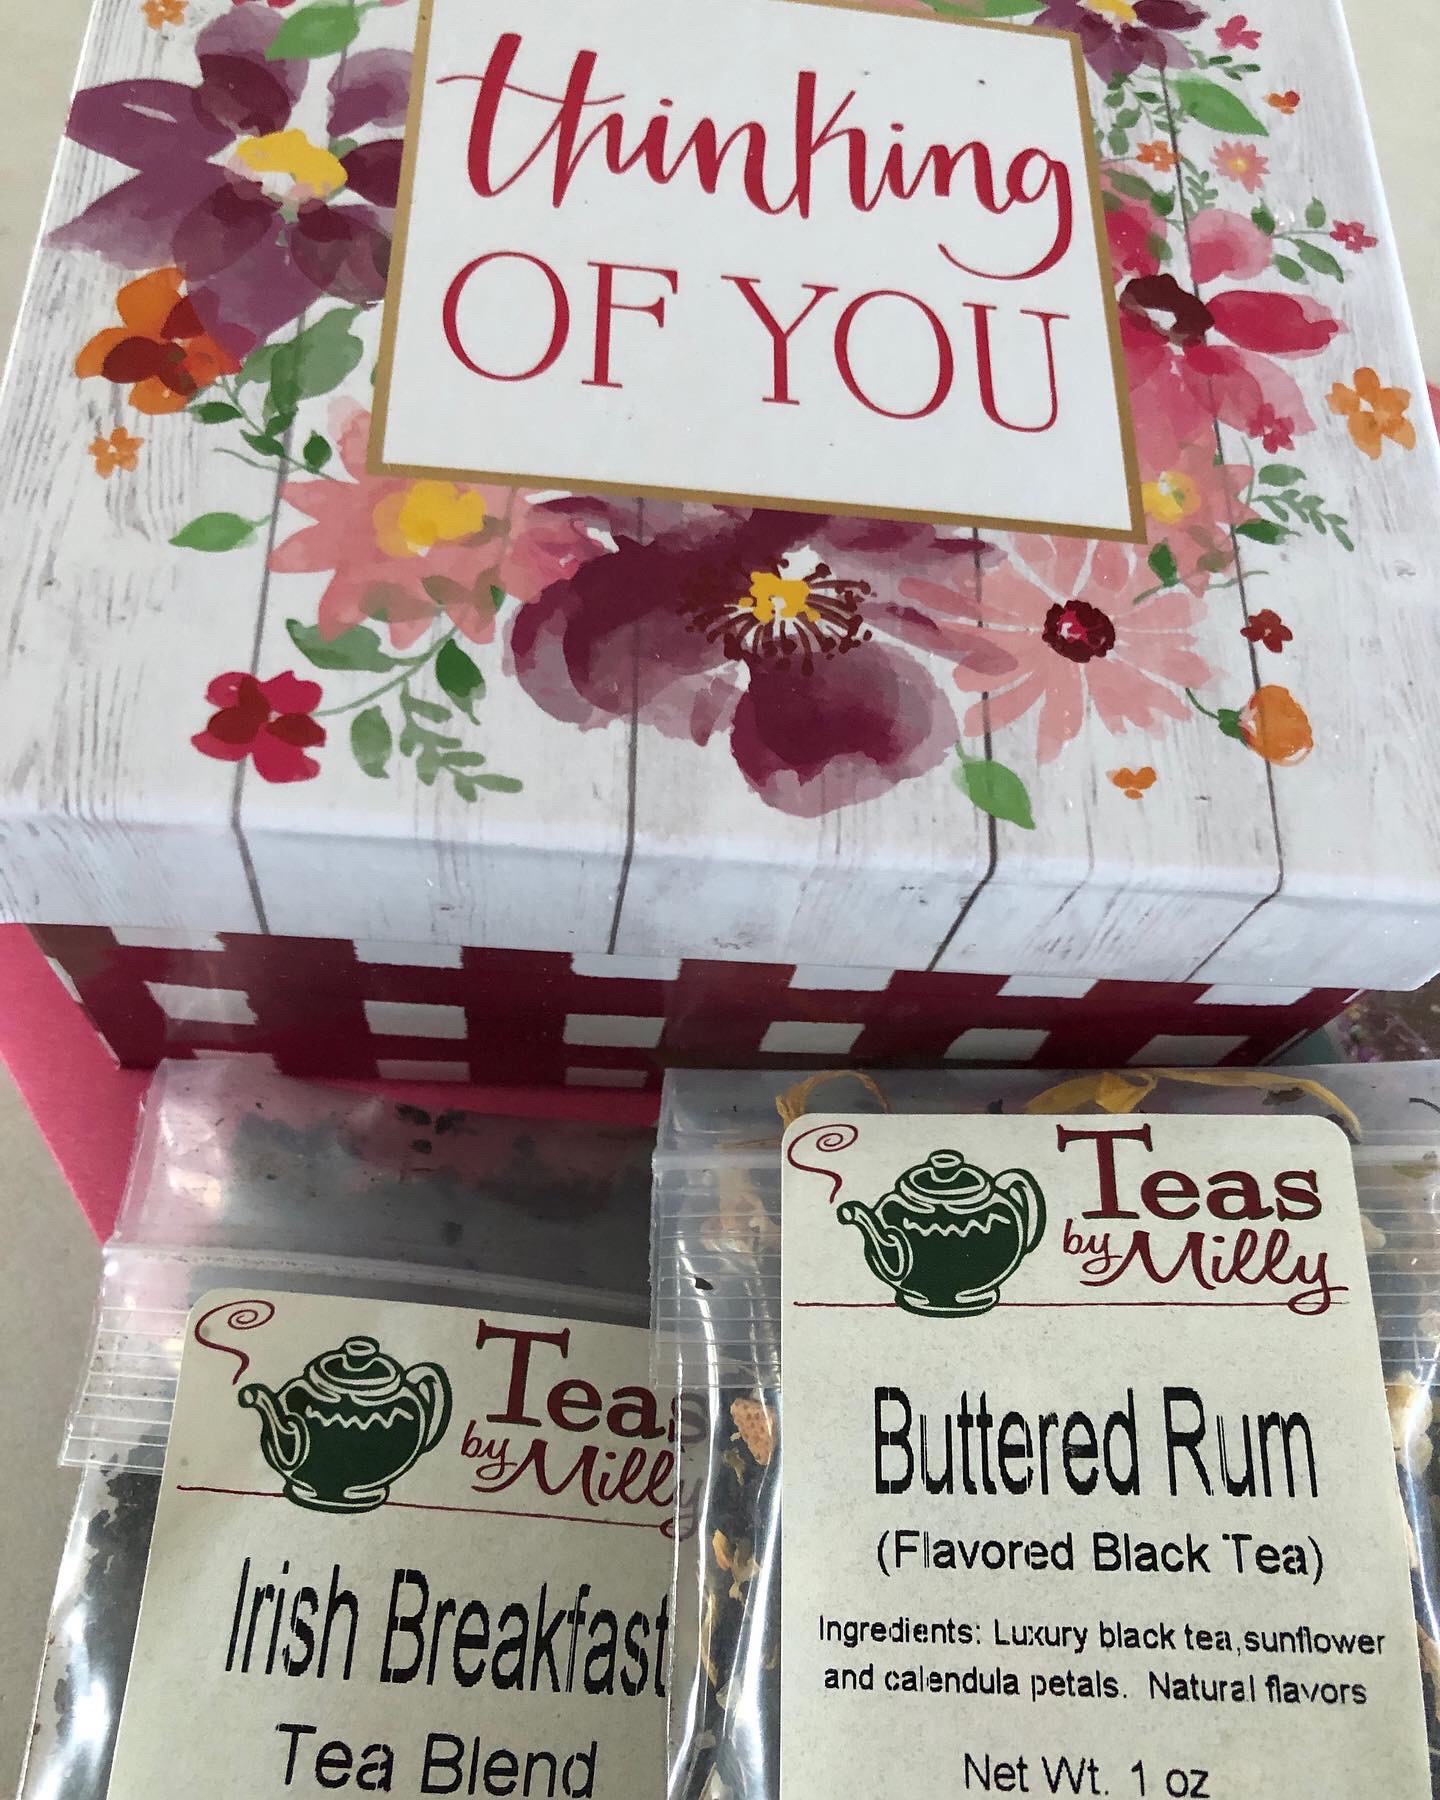 thinking
OF YOU
Teas
by Milly
Irish Breakfast
Tea Blend
Teas
by Milly
Buttered Rum
(Flavored Black Tea)
Ingredients: Luxury black tea, sunflower
and calendula petals. Natural flavors
Net Wt. 1 oz